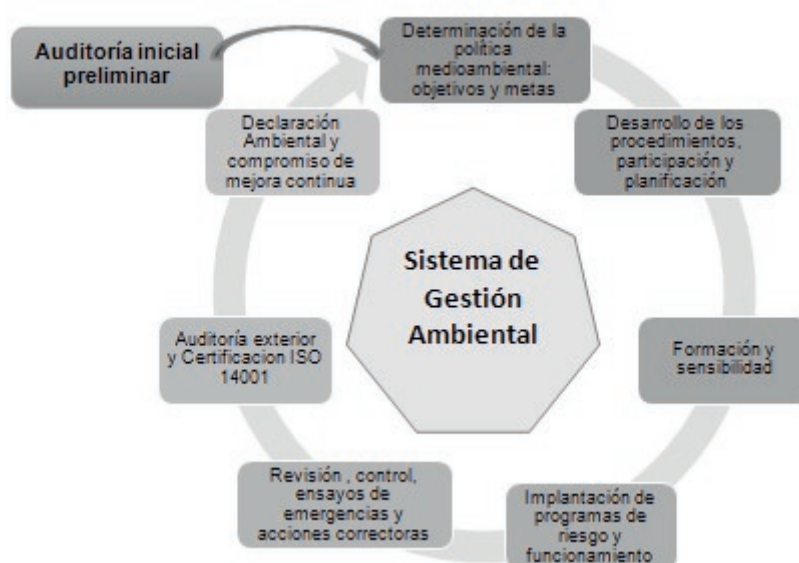 Auditoría inicial
preliminar
Determinación de la
política
medioambiental:
objetivos y metas
Desarrollo de los
procedimientos,
participación y
planificación
Formación y
sensibilidad
Implantación de
programas de
riesgo y
funcionamiento
Revisión , control,
ensayos de
emergencias y
acciones correctoras
Auditoría exterior
y Certificacion ISO
14001
Declaración
Ambiental y
compromiso de
mejora continua
Sistema de
Gestión
Ambiental